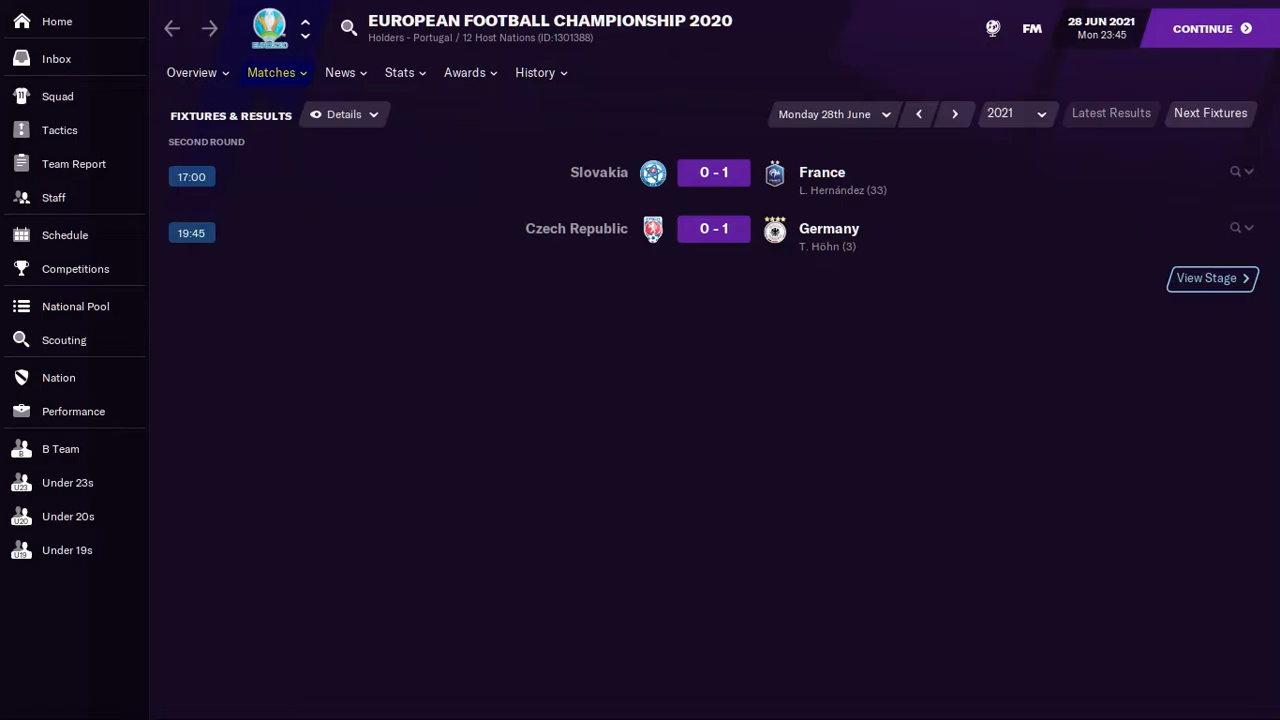 Home
Inbox
Squad
Tactics
Team Report
Staff
Schedule
Competitions
National Pool
Scouting
Nation
Performance
B Team
Under 23s
Under 20s
Under 19s
EUROPEAN FOOTBALL CHAMPIONSHIP 2020
Holders - Portugal / 12 Host Nations (ID:1301388)
FM
28 JUN 2021
Mon 23:45
CONTINUE
Overview
Matches
News
Stats
Awards
History
FIXTURES & RESULTS
Details
Monday 28th June
2021
Latest Results
Next Fixtures
SECOND ROUND
17:00
Slovakia
0 - 1
France
L. Hernández (33)
19:45
Czech Republic
0 - 1
Germany
T. Höhn (3)
View Stage